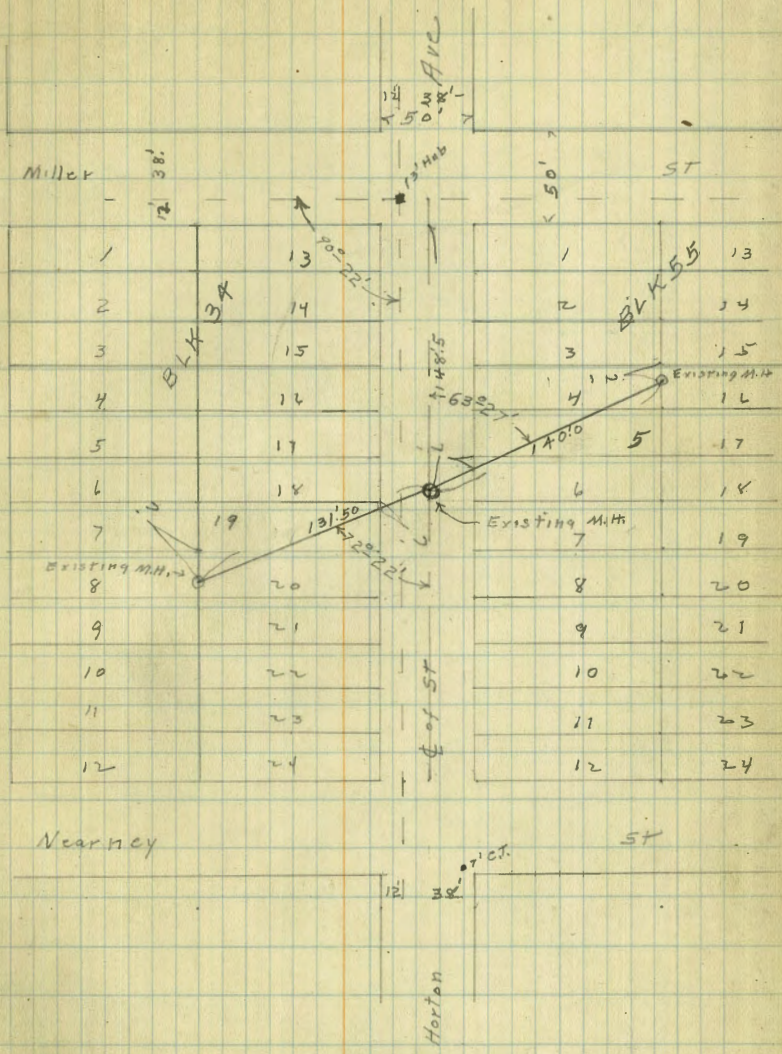 Ave
12' 38'
50'
Miller
12' 38'
13' Hub
50'
ST
90°-22'
BLK 34
1 13
2 14
3 15
4 16
5 17
6 18
7 19
8 20
9 21
10 22
11 23
12 24
BLK 55
1 13
2 14
3 15
4 16
5 17
6 18
7 19
8 20
9 21
10 22
11 23
12 24
148.5
63°-27'
140.0
Existing M.H.
Existing M.H.
131.50
72°-22'
Existing M.H.
℄ of St
Nearney
St
7' C.T.
12' 38'
Horton